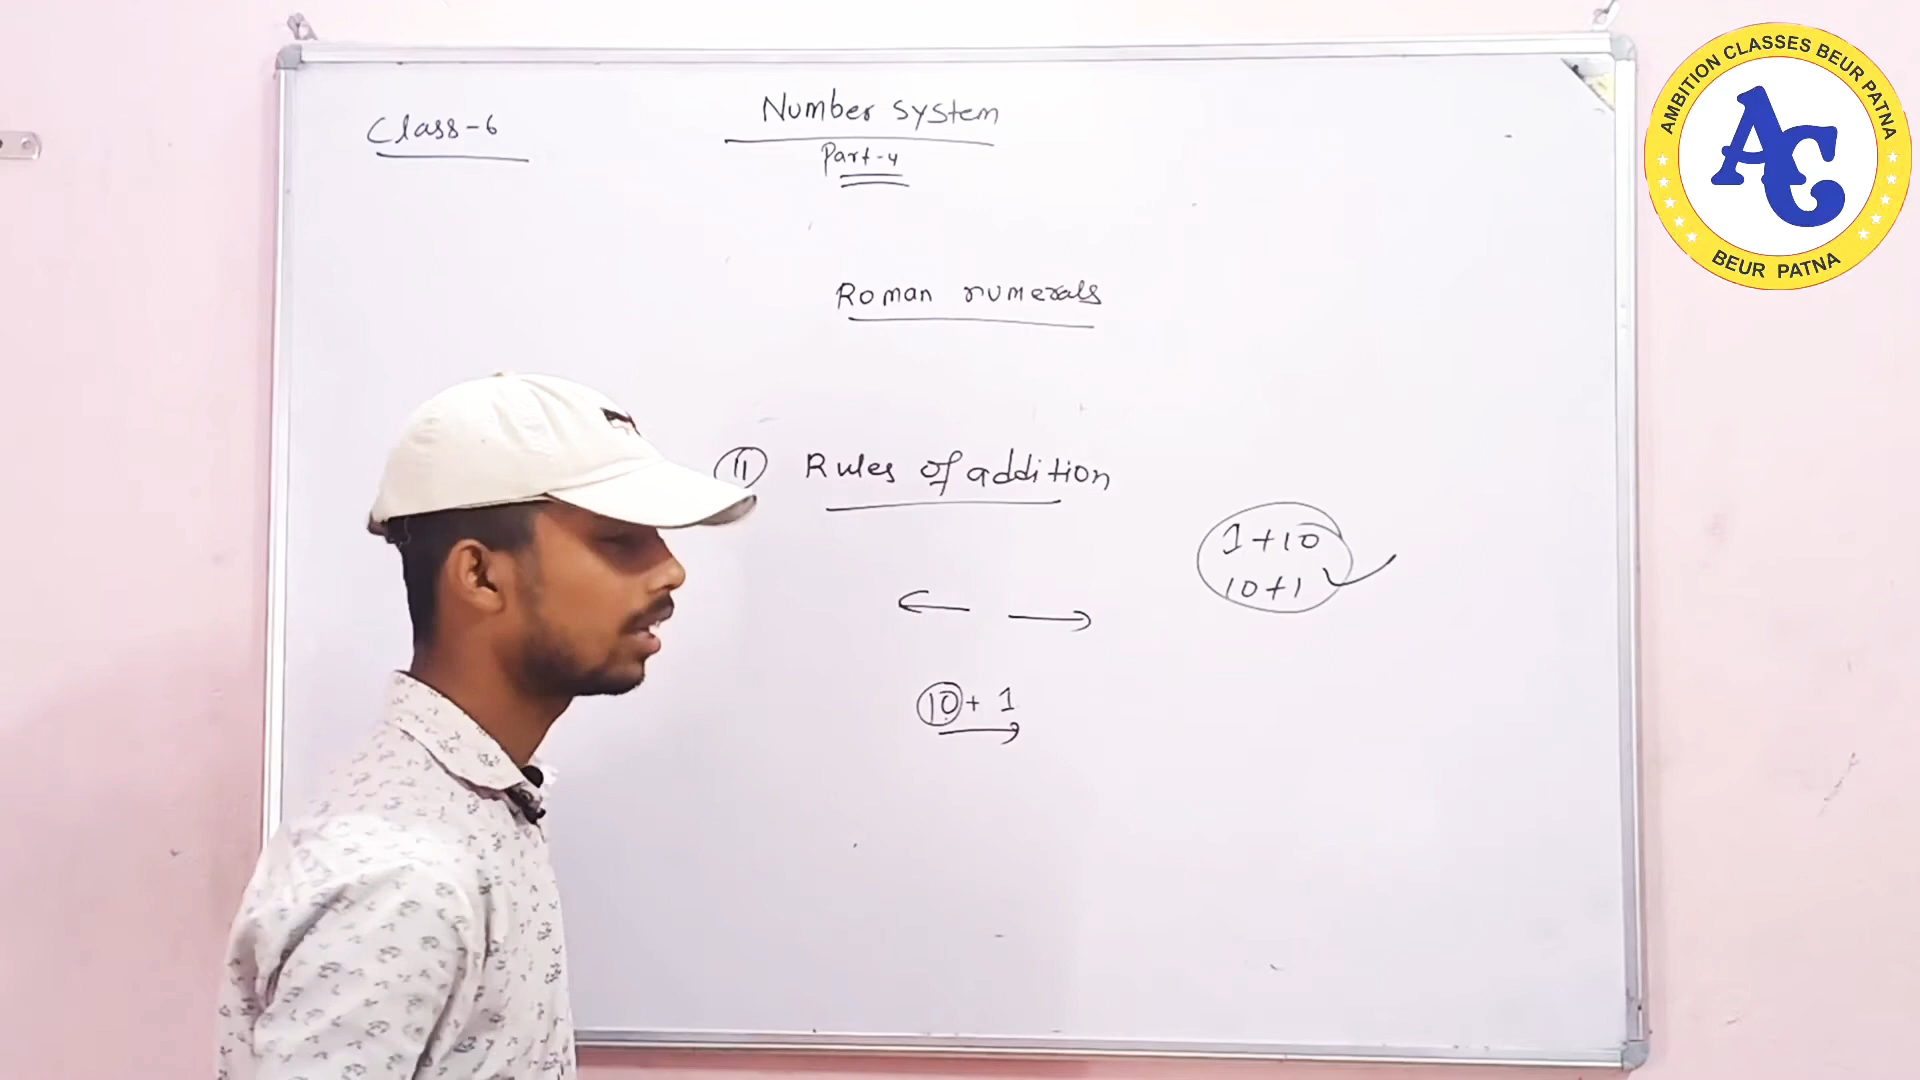 Class-6
Number system
Part-4
Roman numerals
(11) Rules of addition
1+10
10+1
10+ 1
AMBITION CLASSES BEUR PATNA
AC
BEUR PATNA